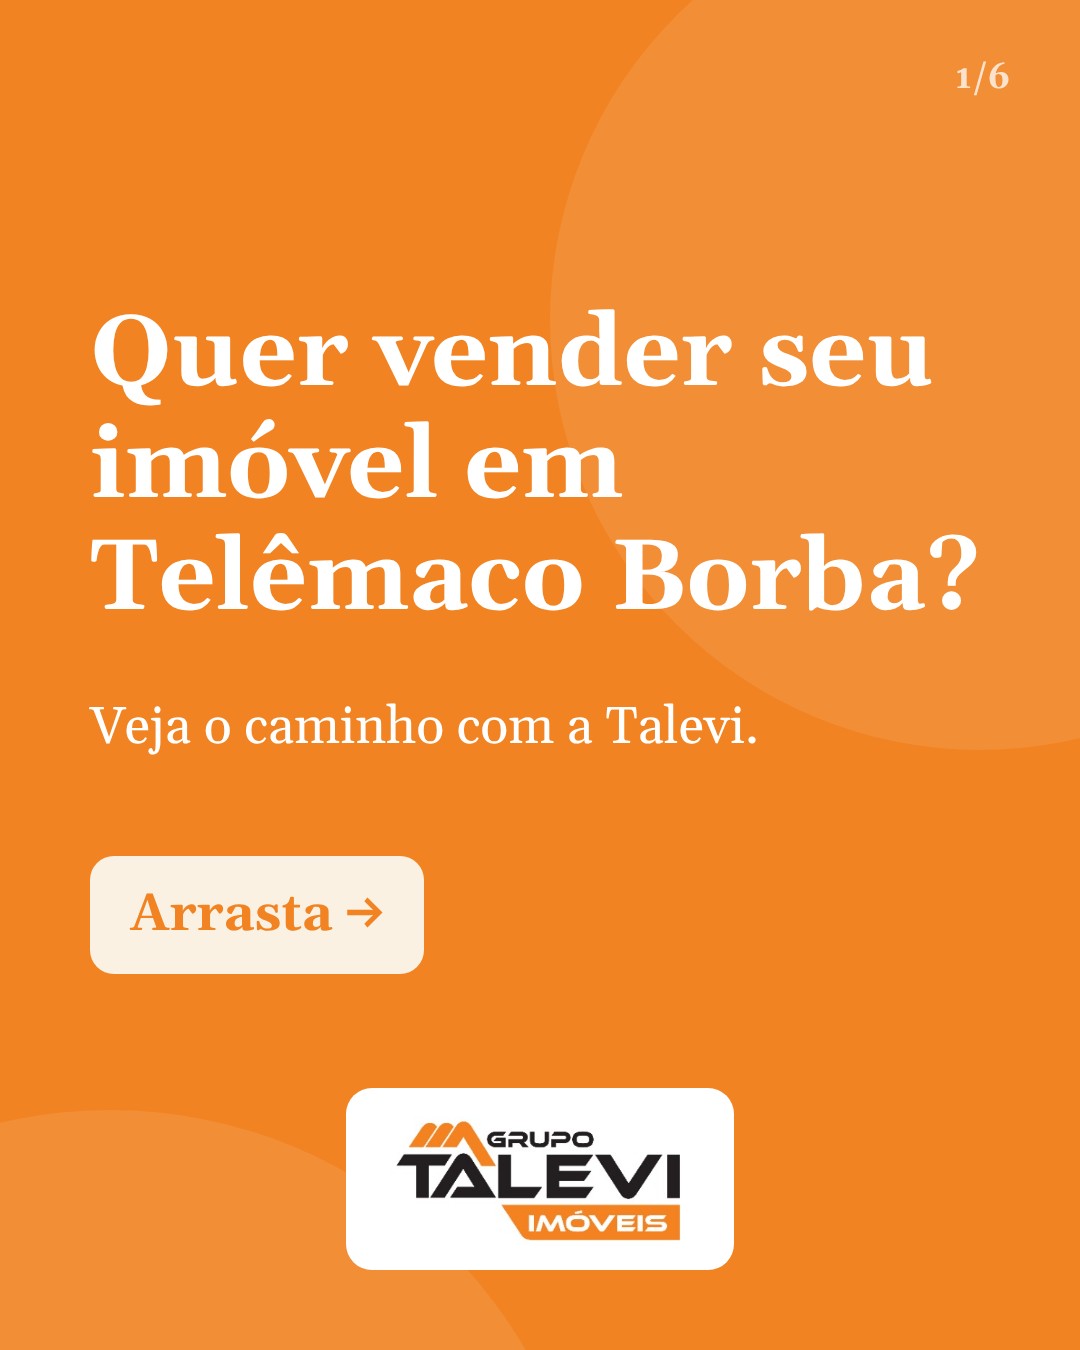 1/6
Quer vender seu
imóvel em
Telêmaco Borba?
Veja o caminho com a Talevi.
Arrasta →
GRUPO
TALEVI
IMÓVEIS